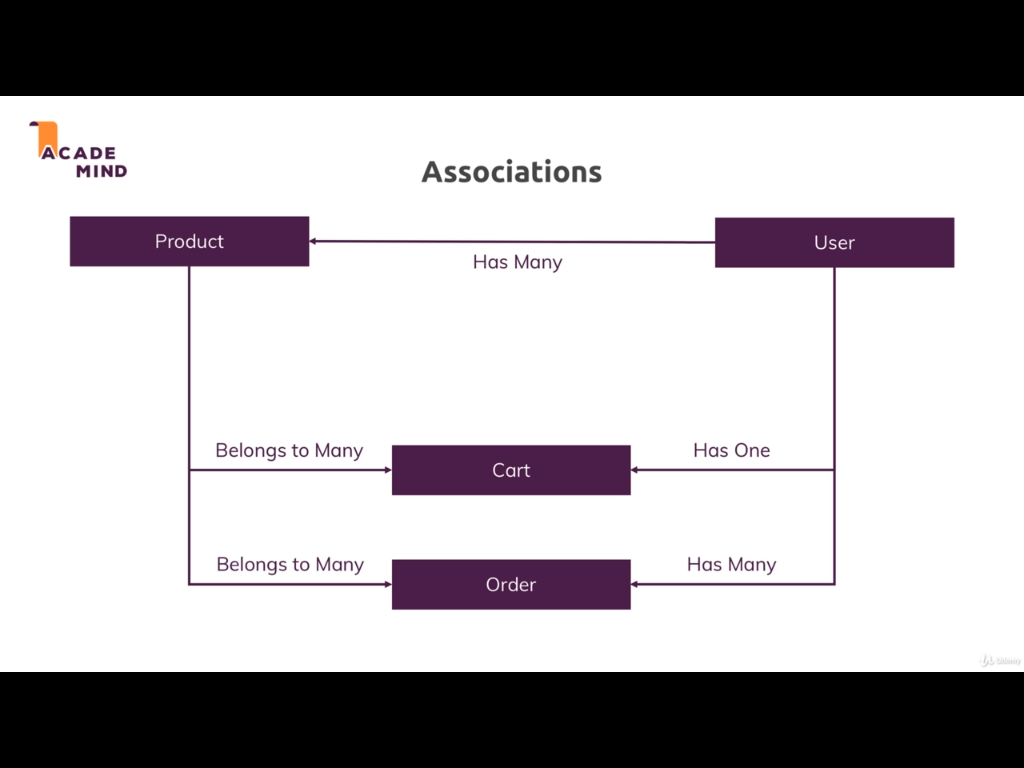 ACADE
MIND
Associations
Product
User
Has Many
Belongs to Many
Has One
Cart
Belongs to Many
Has Many
Order
Udemy